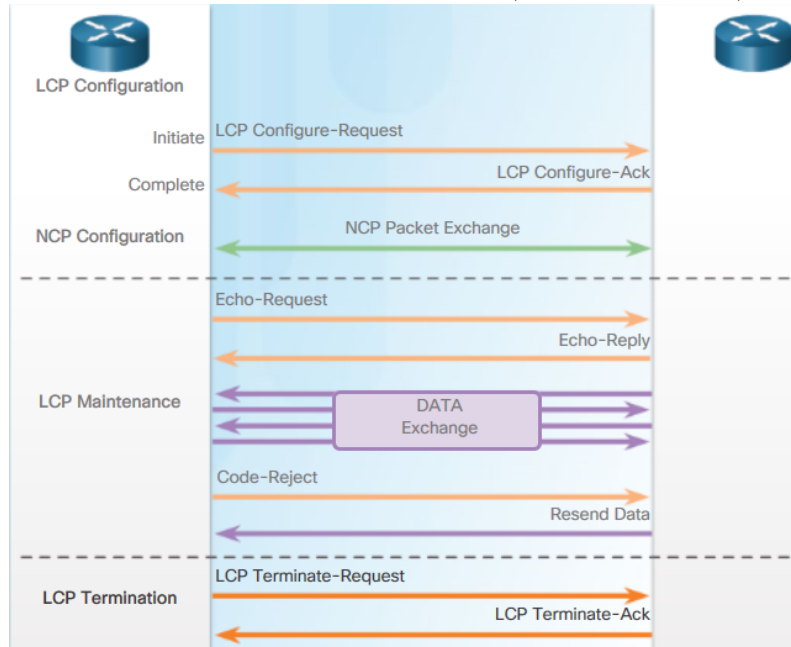 LCP Configuration
Initiate
LCP Configure-Request
LCP Configure-Ack
Complete
NCP Configuration
NCP Packet Exchange
Echo-Request
Echo-Reply
LCP Maintenance
DATA
Exchange
Code-Reject
Resend Data
LCP Termination
LCP Terminate-Request
LCP Terminate-Ack